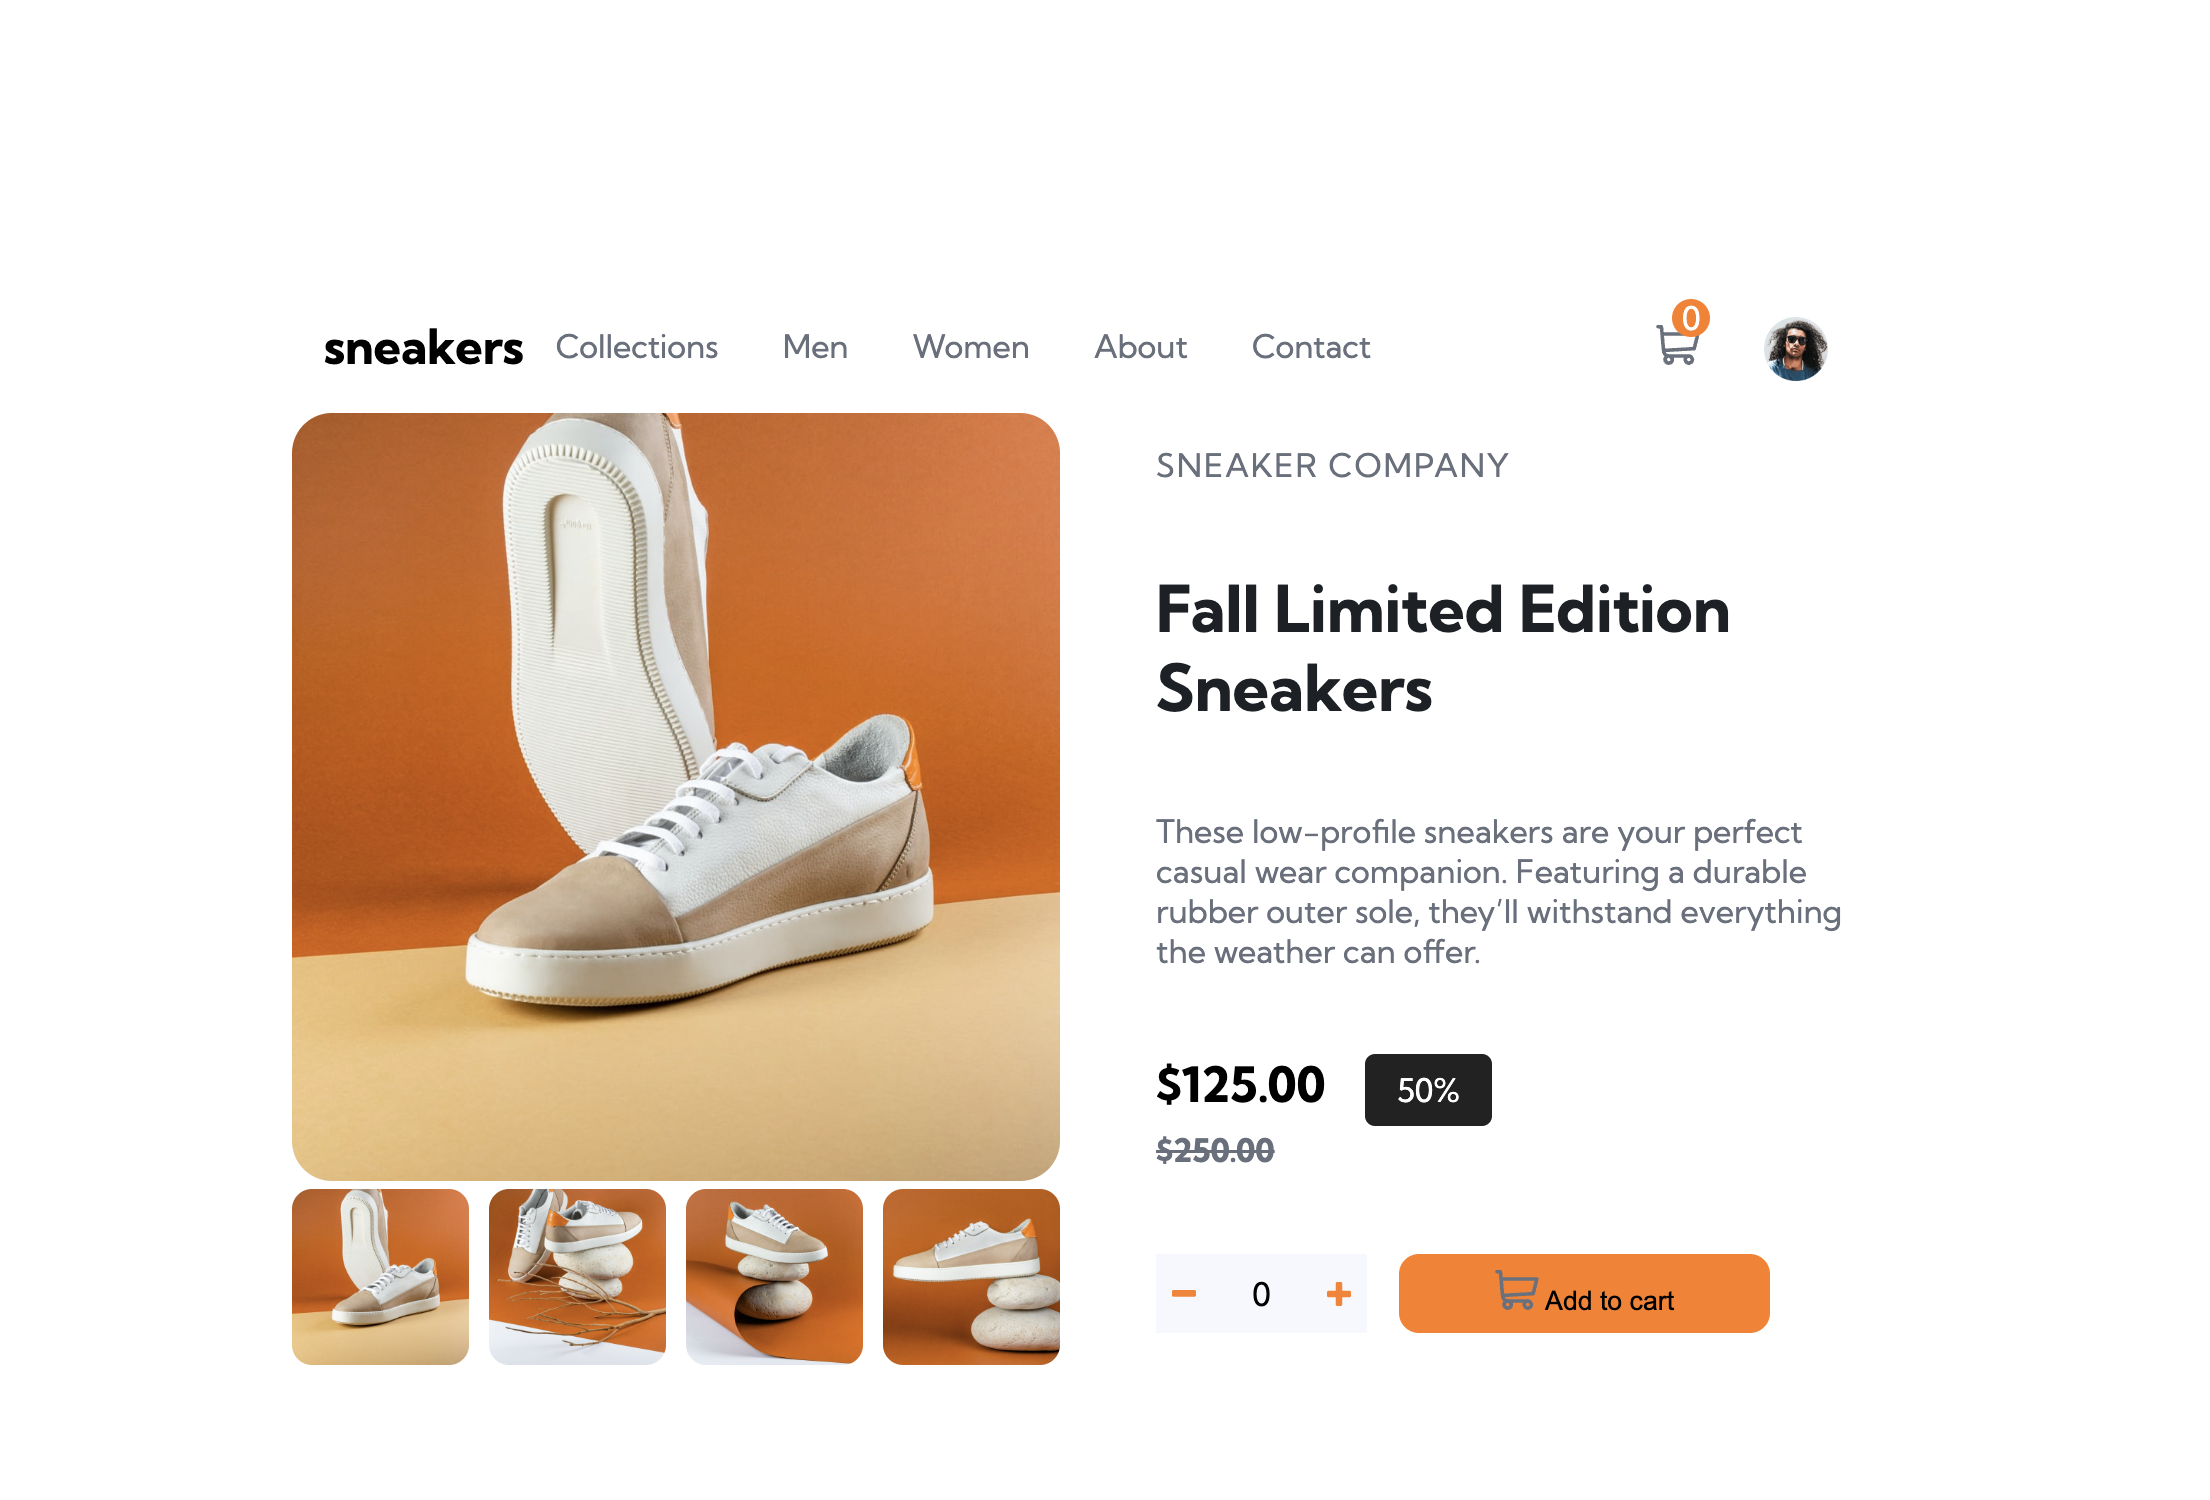 0
sneakers Collections Men Women About Contact
SNEAKER COMPANY
Fall Limited Edition
Sneakers
These low-profile sneakers are your perfect
casual wear companion. Featuring a durable
rubber outer sole, they’ll withstand everything
the weather can offer.
$125.00 50%
$250.00
0 Add to cart